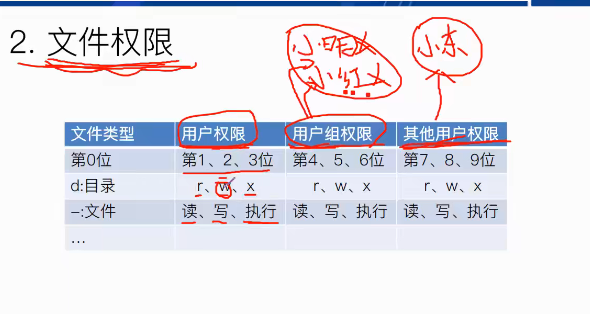 2. 文件权限
小明
小红
小东
文件类型 用户权限 用户组权限 其他用户权限
第0位 第1、2、3位 第4、5、6位 第7、8、9位
d:目录 r、w、x r、w、x r、w、x
–:文件 读、写、执行 读、写、执行 读、写、执行
...